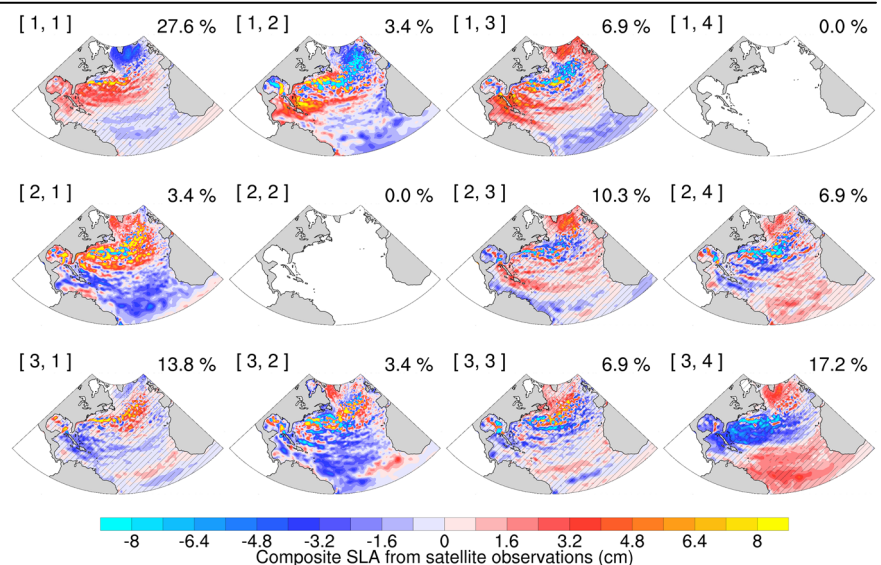 [ 1, 1 ] 27.6 % [ 1, 2 ] 3.4 % [ 1, 3 ] 6.9 % [ 1, 4 ] 0.0 %
[ 2, 1 ] 3.4 % [ 2, 2 ] 0.0 % [ 2, 3 ] 10.3 % [ 2, 4 ] 6.9 %
[ 3, 1 ] 13.8 % [ 3, 2 ] 3.4 % [ 3, 3 ] 6.9 % [ 3, 4 ] 17.2 %
-8 -6.4 -4.8 -3.2 -1.6 0 1.6 3.2 4.8 6.4 8
Composite SLA from satellite observations (cm)